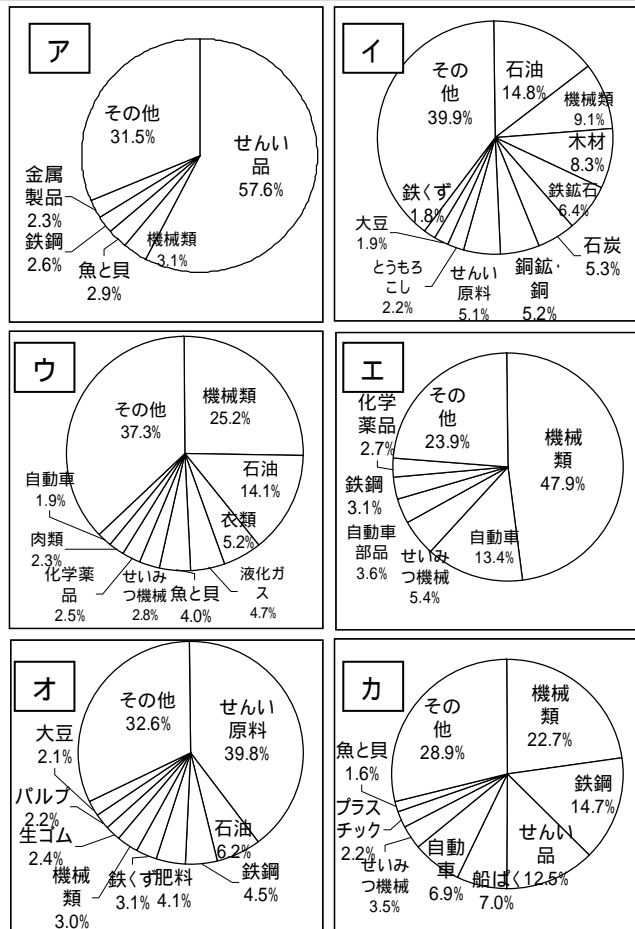 ア
せんい
品
57.6%
機械類
3.1%
魚と貝
2.9%
鉄鋼
2.6%
金属
製品
2.3%
その他
31.5%
イ
石油
14.8%
機械類
9.1%
木材
8.3%
鉄鉱石
6.4%
石炭
5.3%
銅鉱・
銅
5.2%
せんい
原料
5.1%
とうもろ
こし
2.2%
大豆
1.9%
鉄くず
1.8%
その
他
39.9%
ウ
機械類
25.2%
石油
14.1%
衣類
5.2%
液化ガ
ス
4.7%
魚と貝
4.0%
せいみ
つ機械
2.8%
化学薬
品
2.5%
肉類
2.3%
自動車
1.9%
その他
37.3%
エ
機械
類
47.9%
自動車
13.4%
せいみ
つ機械
5.4%
自動車
部品
3.6%
鉄鋼
3.1%
化学
薬品
2.7%
その
他
23.9%
オ
せんい
原料
39.8%
石油
6.2%
鉄鋼
4.5%
肥料
4.1%
鉄くず
3.1%
機械
類
3.0%
生ゴム
2.4%
パルプ
2.2%
大豆
2.1%
その他
32.6%
カ
機械
類
22.7%
鉄鋼
14.7%
せんい
品
12.5%
船ぱく
7.0%
自動
車
6.9%
せいみ
つ機械
3.5%
プラス
チック
2.2%
魚と貝
1.6%
その
他
28.9%